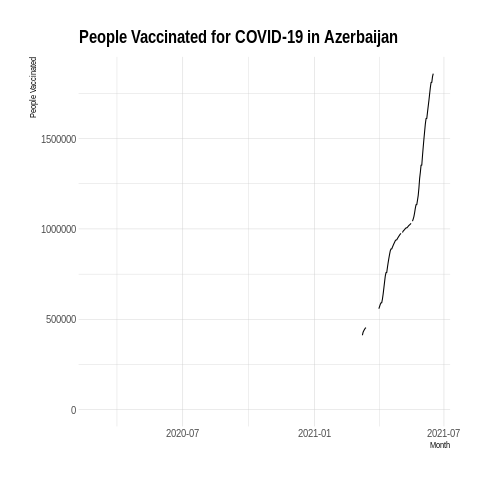 People Vaccinated for COVID-19 in Azerbaijan
People Vaccinated
1500000
1000000
500000
0
2020-07
2021-01
2021-07
Month